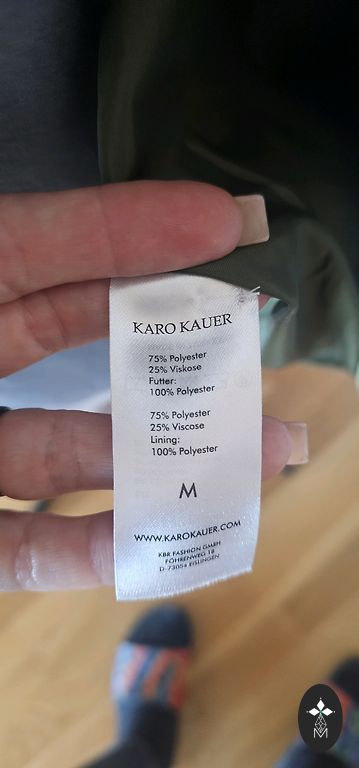 KARO KAUER
75% Polyester
25% Viskose
Futter:
100% Polyester
75% Polyester
25% Viscose
Lining:
100% Polyester
M
WWW.KAROKAUER.COM
KBR FASHION GMBH
FÖHRENWEG 18
D-73054 EISLINGEN
M